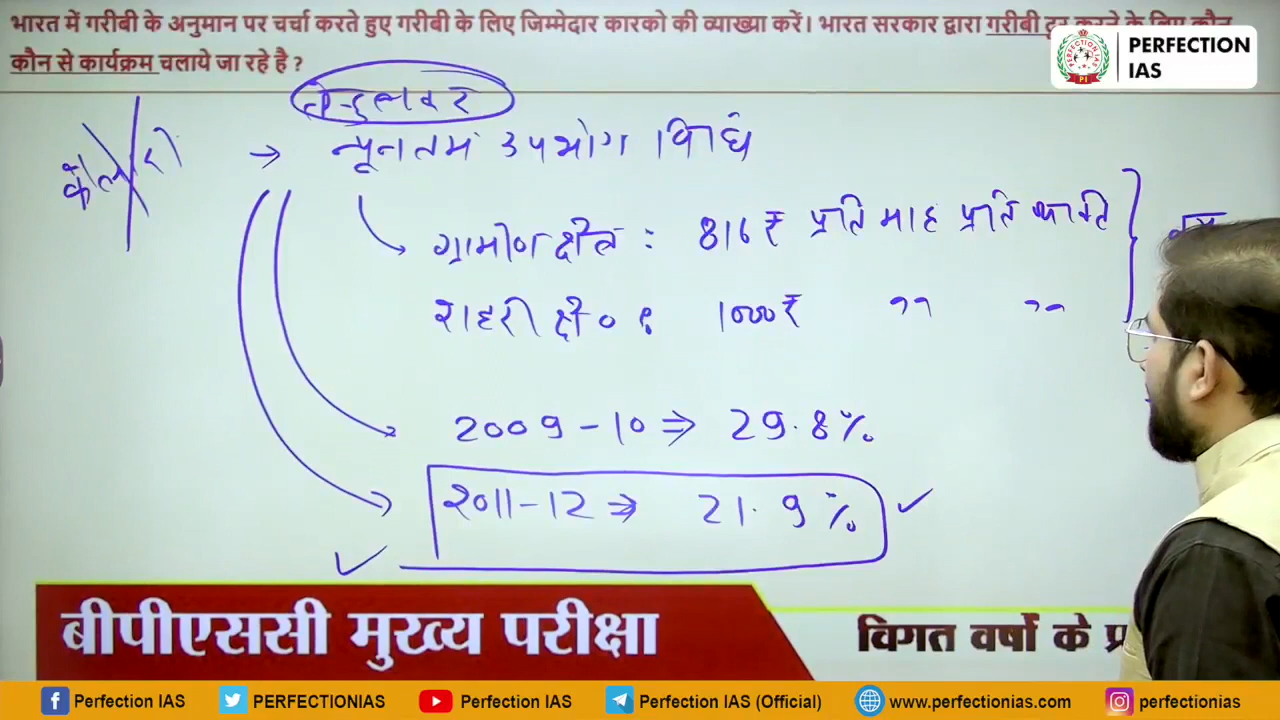 भारत में गरीबी के अनुमान पर चर्चा करते हुए गरीबी के लिए जिम्मेदार कारको की व्याख्या करें। भारत सरकार द्वारा गरीबी दूर करने के लिए कौन
कौन से कार्यक्रम चलाये जा रहे है ?
PERFECTION
IAS
PI
न्यूनतम उपभोग विधि
ग्रामीण क्षेत्र : 816₹ प्रति माह प्रति व्यक्ति
शहरी क्षे० : 1000₹ " "
2009-10 ⇒ 29.8%
2011-12 ⇒ 21.9%
बीपीएससी मुख्य परीक्षा
विगत वर्षों के
Perfection IAS
PERFECTIONIAS
Perfection IAS
Perfection IAS (Official)
www.perfectionias.com
perfectionias